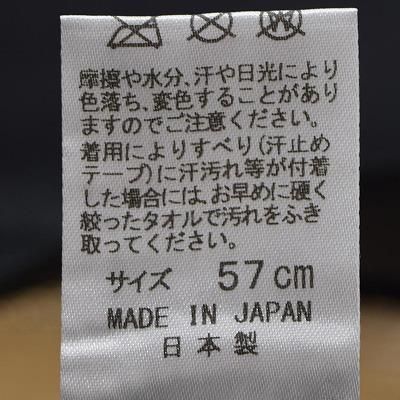 摩擦や水分、汗や日光により
色落ち、変色することがあり
ますのでご注意ください。
着用によりすべり(汗止め
テープ)に汗汚れ等が付着
した場合には、お早めに硬く
絞ったタオルで汚れをふき
取ってください。
サイズ 57cm
MADE IN JAPAN
日本製